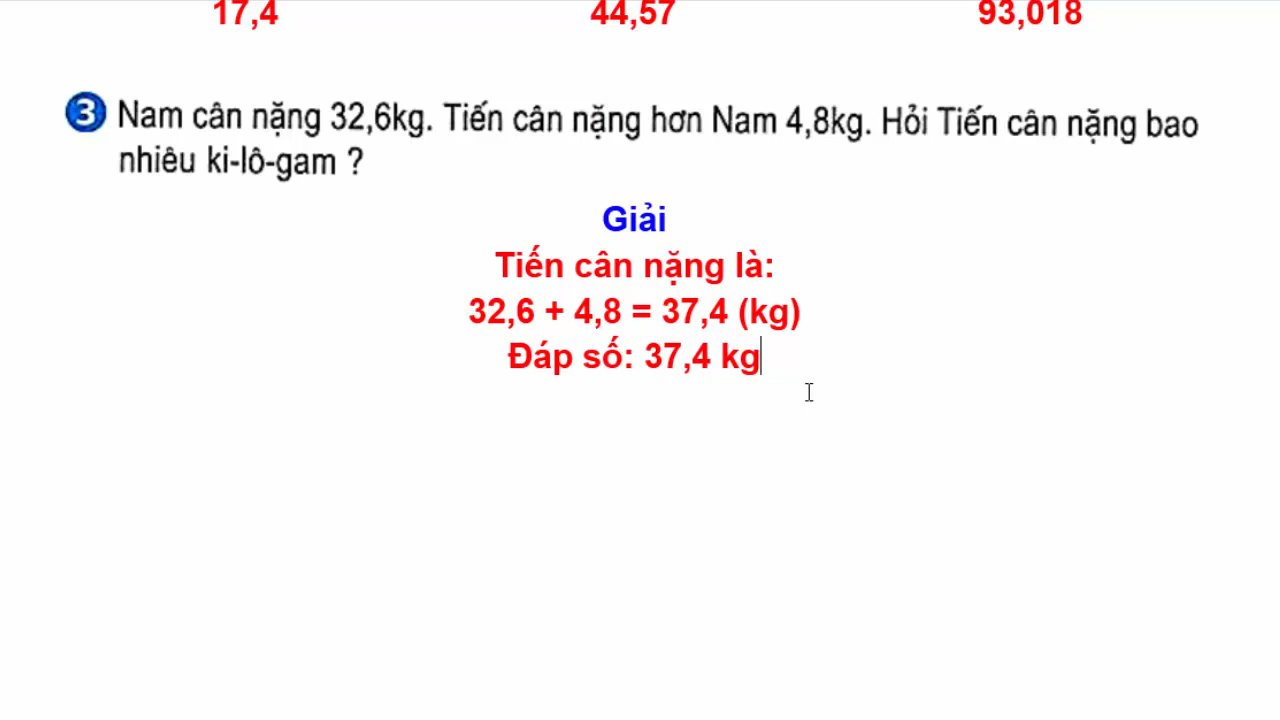 17,4 44,57 93,018
3 Nam cân nặng 32,6kg. Tiến cân nặng hơn Nam 4,8kg. Hỏi Tiến cân nặng bao
nhiêu ki-lô-gam ?
Giải
Tiến cân nặng là:
32,6 + 4,8 = 37,4 (kg)
Đáp số: 37,4 kg